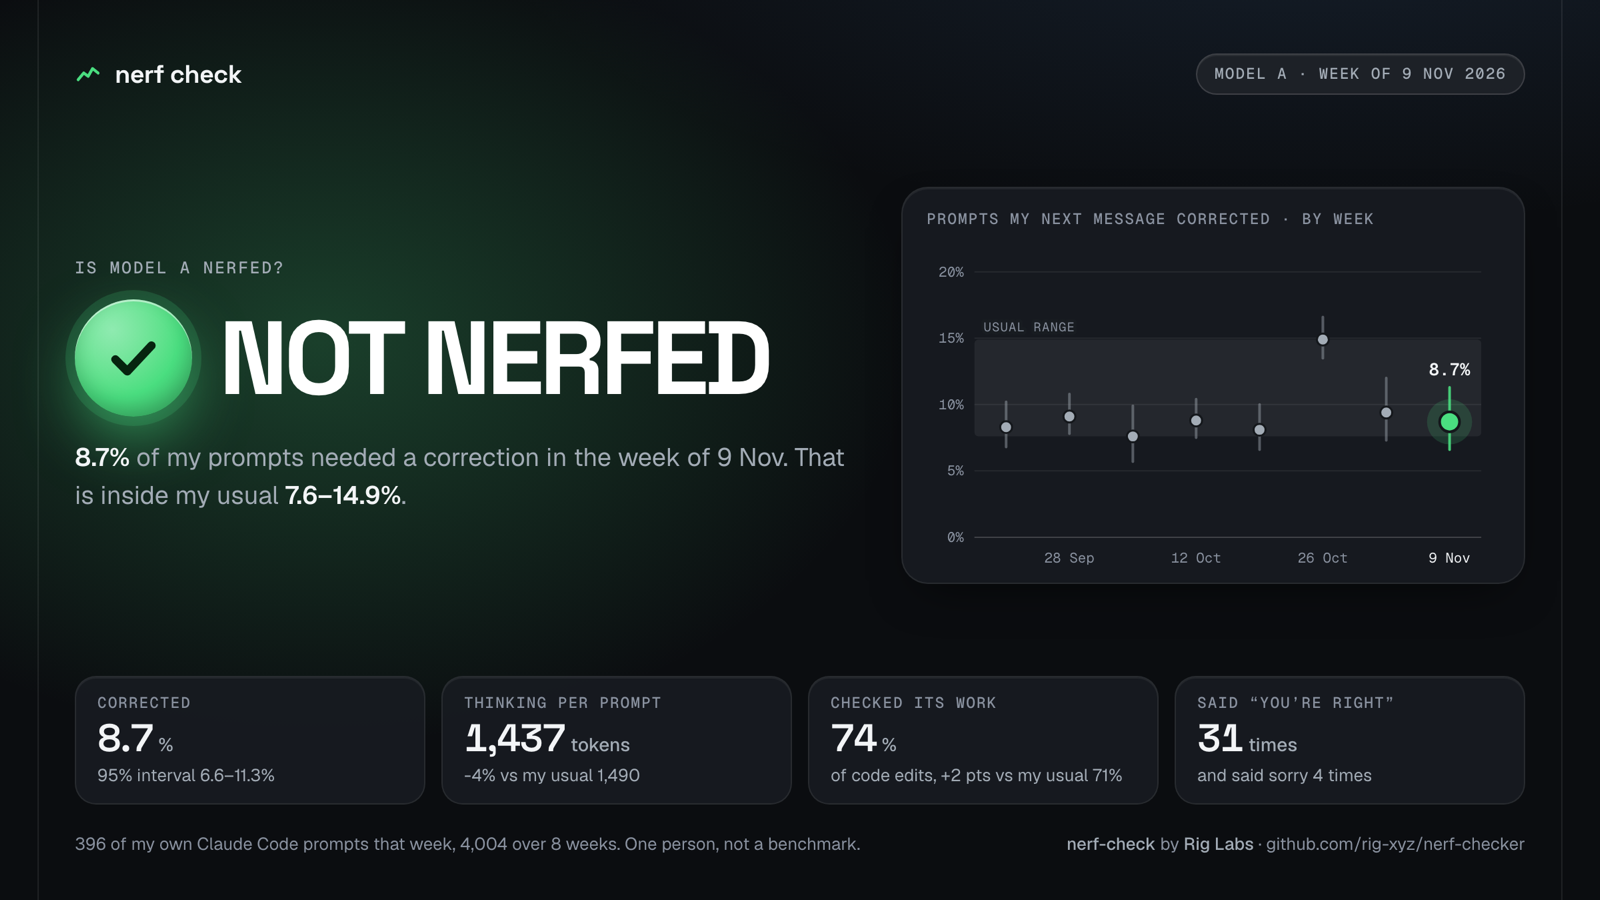 nerf check
MODEL A · WEEK OF 9 NOV 2026
IS MODEL A NERFED?
NOT NERFED
8.7% of my prompts needed a correction in the week of 9 Nov. That
is inside my usual 7.6–14.9%.
PROMPTS MY NEXT MESSAGE CORRECTED · BY WEEK
20%
USUAL RANGE
15%
8.7%
10%
5%
0%
28 Sep
12 Oct
26 Oct
9 Nov
CORRECTED
8.7 %
95% interval 6.6–11.3%
THINKING PER PROMPT
1,437 tokens
-4% vs my usual 1,490
CHECKED ITS WORK
74 %
of code edits, +2 pts vs my usual 71%
SAID “YOU’RE RIGHT”
31 times
and said sorry 4 times
396 of my own Claude Code prompts that week, 4,004 over 8 weeks. One person, not a benchmark.
nerf-check by Rig Labs · github.com/rig-xyz/nerf-checker